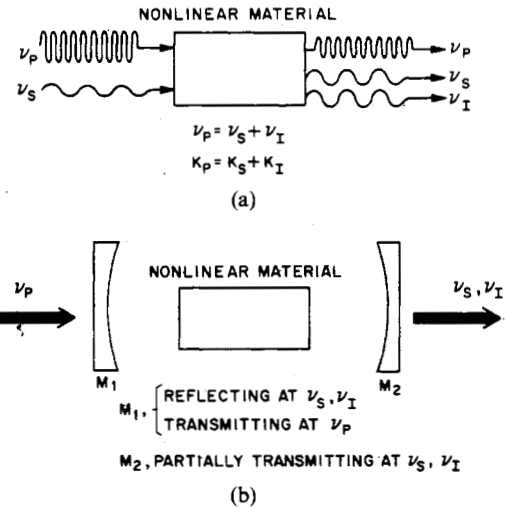 NONLINEAR MATERIAL
νP νP
νS νS
νI
νP = νS + νI
KP = KS + KI
(a)
νP NONLINEAR MATERIAL νS, νI
M1 M2
M1, { REFLECTING AT νS, νI
TRANSMITTING AT νP
M2, PARTIALLY TRANSMITTING AT νS, νI
(b)